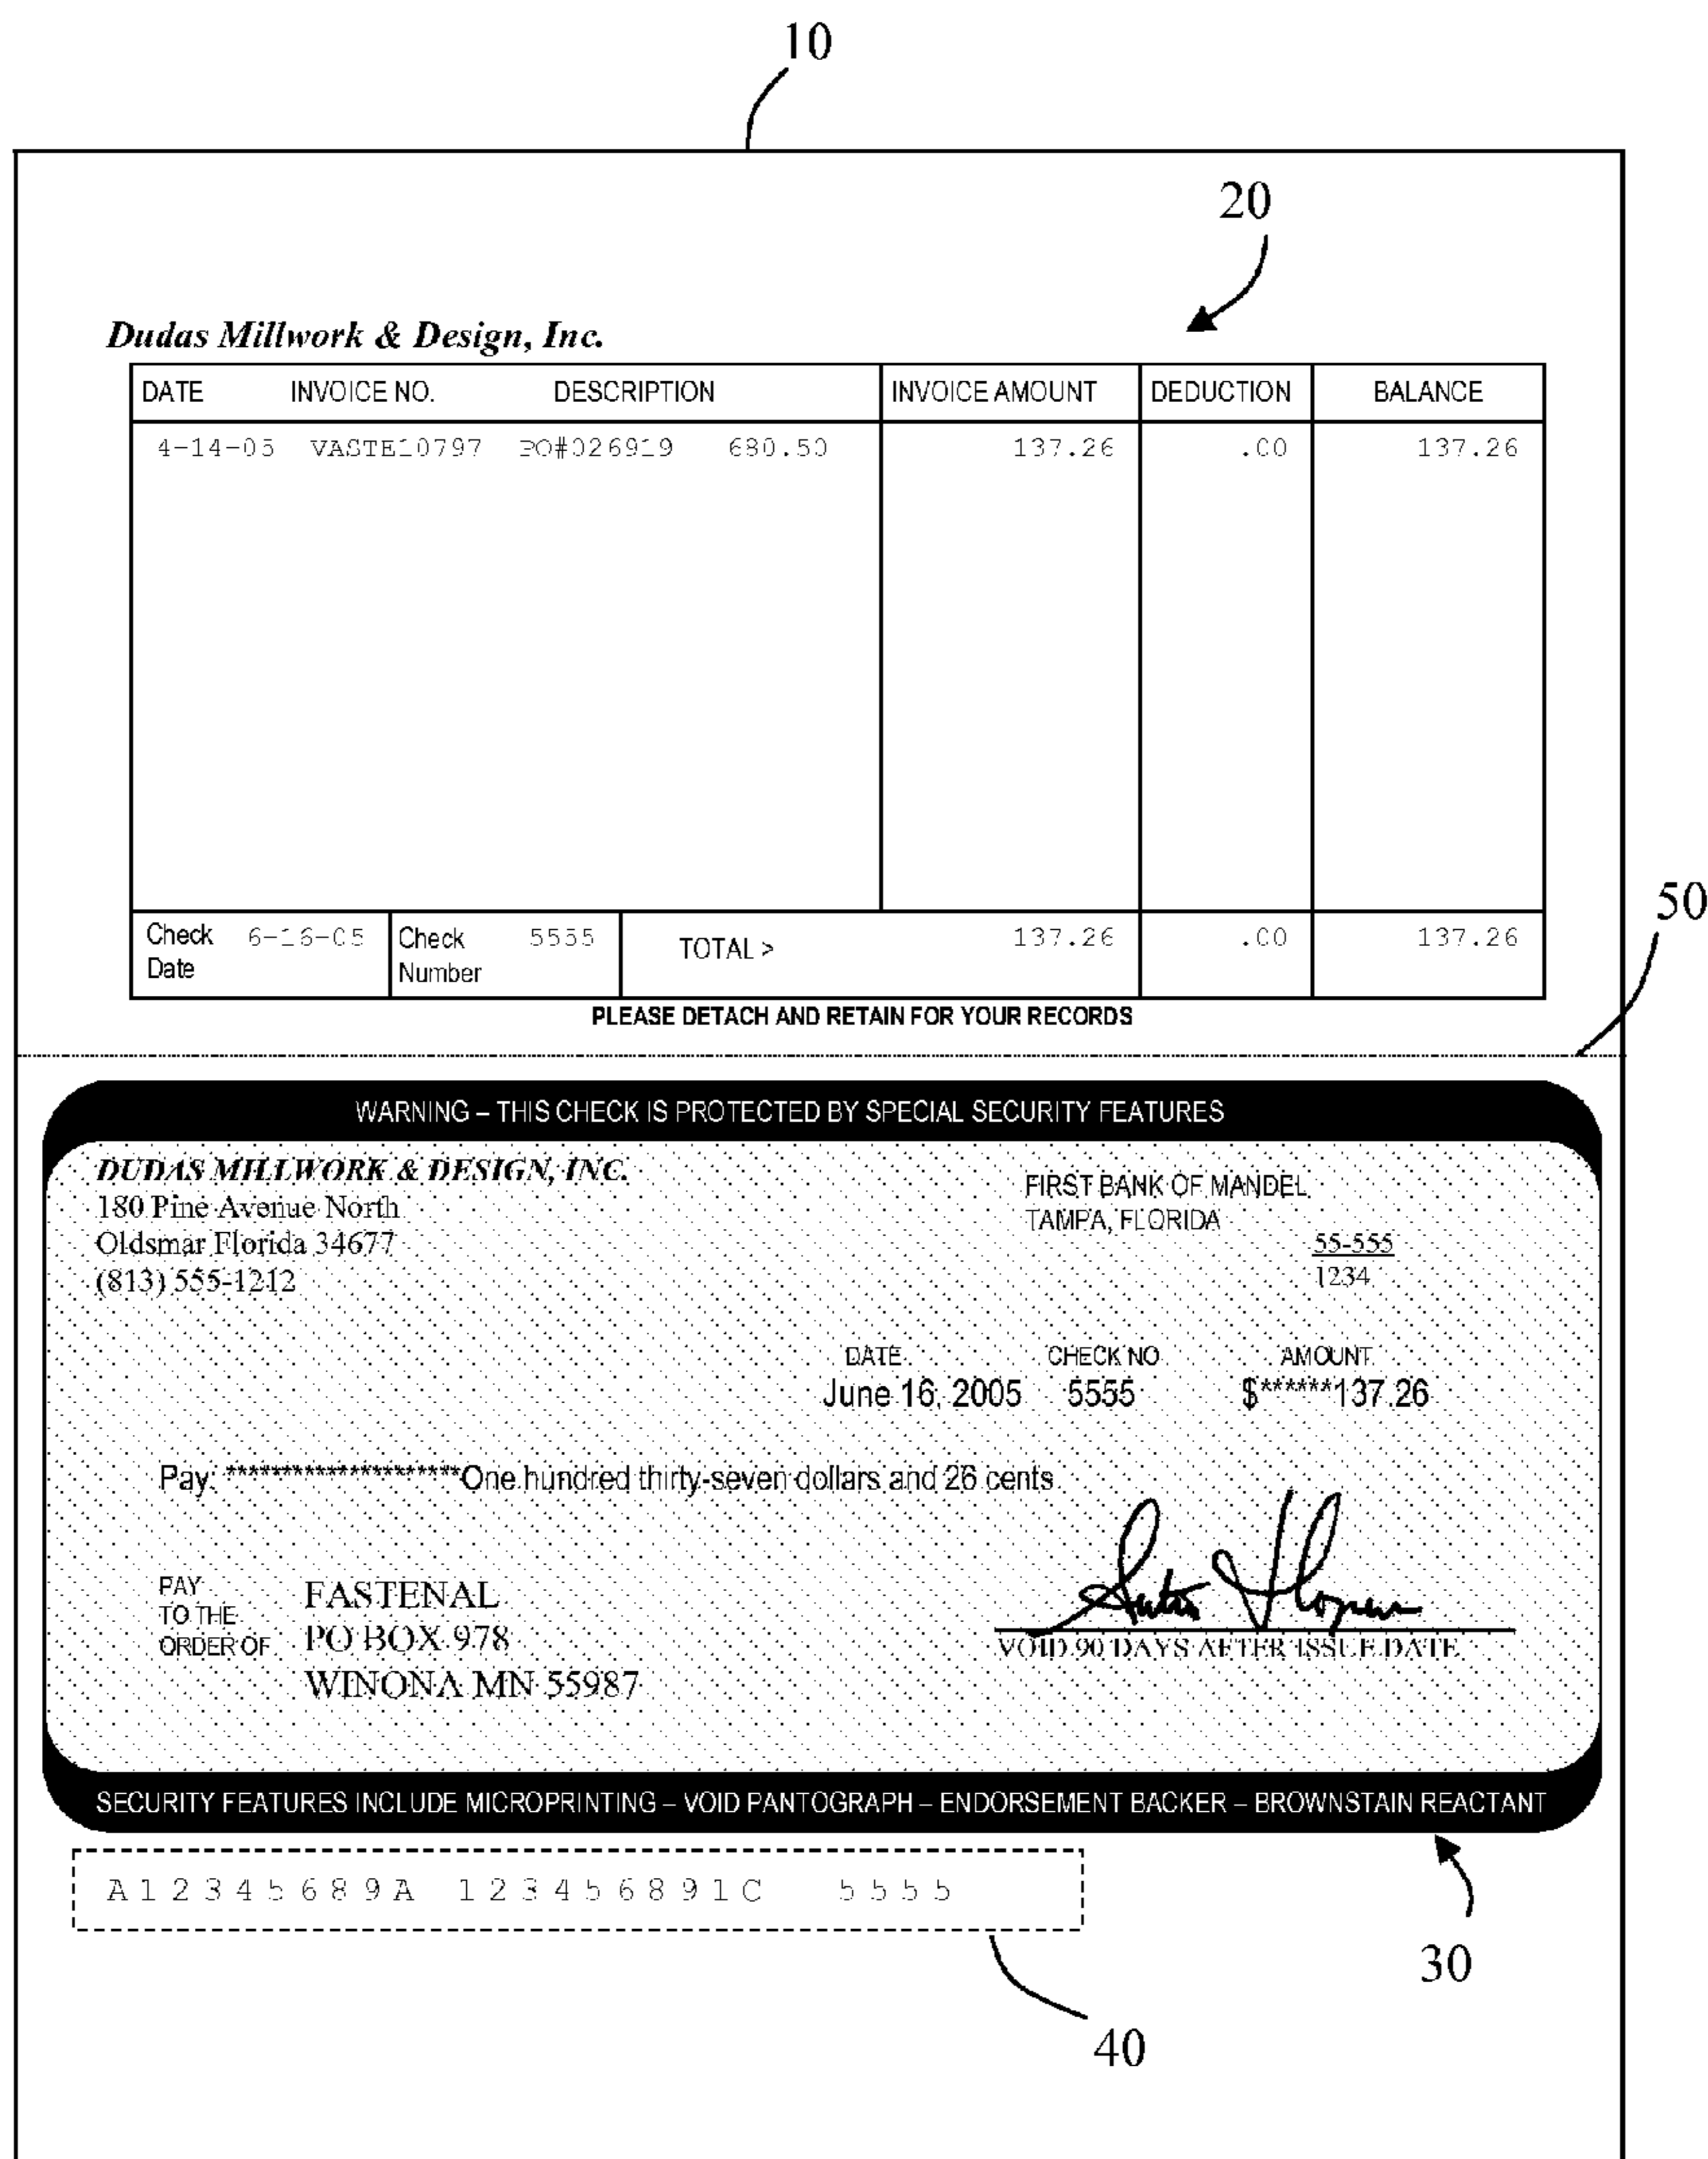 10
20
Dudas Millwork & Design, Inc.
DATE INVOICE NO. DESCRIPTION INVOICE AMOUNT DEDUCTION BALANCE
4-14-05 VASTE10797 PO#026919 680.50 137.26 .00 137.26
50
Check Date 6-16-05 Check Number 5555 TOTAL > 137.26 .00 137.26
PLEASE DETACH AND RETAIN FOR YOUR RECORDS
WARNING – THIS CHECK IS PROTECTED BY SPECIAL SECURITY FEATURES
DUDAS MILLWORK & DESIGN, INC.
180 Pine Avenue North
Oldsmar Florida 34677
(813) 555-1212
FIRST BANK OF MANDEL
TAMPA, FLORIDA
55-555
1234
DATE CHECK NO AMOUNT
June 16, 2005 5555 $******137.26
Pay: *********************One hundred thirty-seven dollars and 26 cents
PAY
TO THE
ORDER OF
FASTENAL
PO BOX 978
WINONA MN 55987
VOID 90 DAYS AFTER ISSUE DATE
SECURITY FEATURES INCLUDE MICROPRINTING – VOID PANTOGRAPH – ENDORSEMENT BACKER – BROWNSTAIN REACTANT
A12345689A 123456891C 5555
30
40